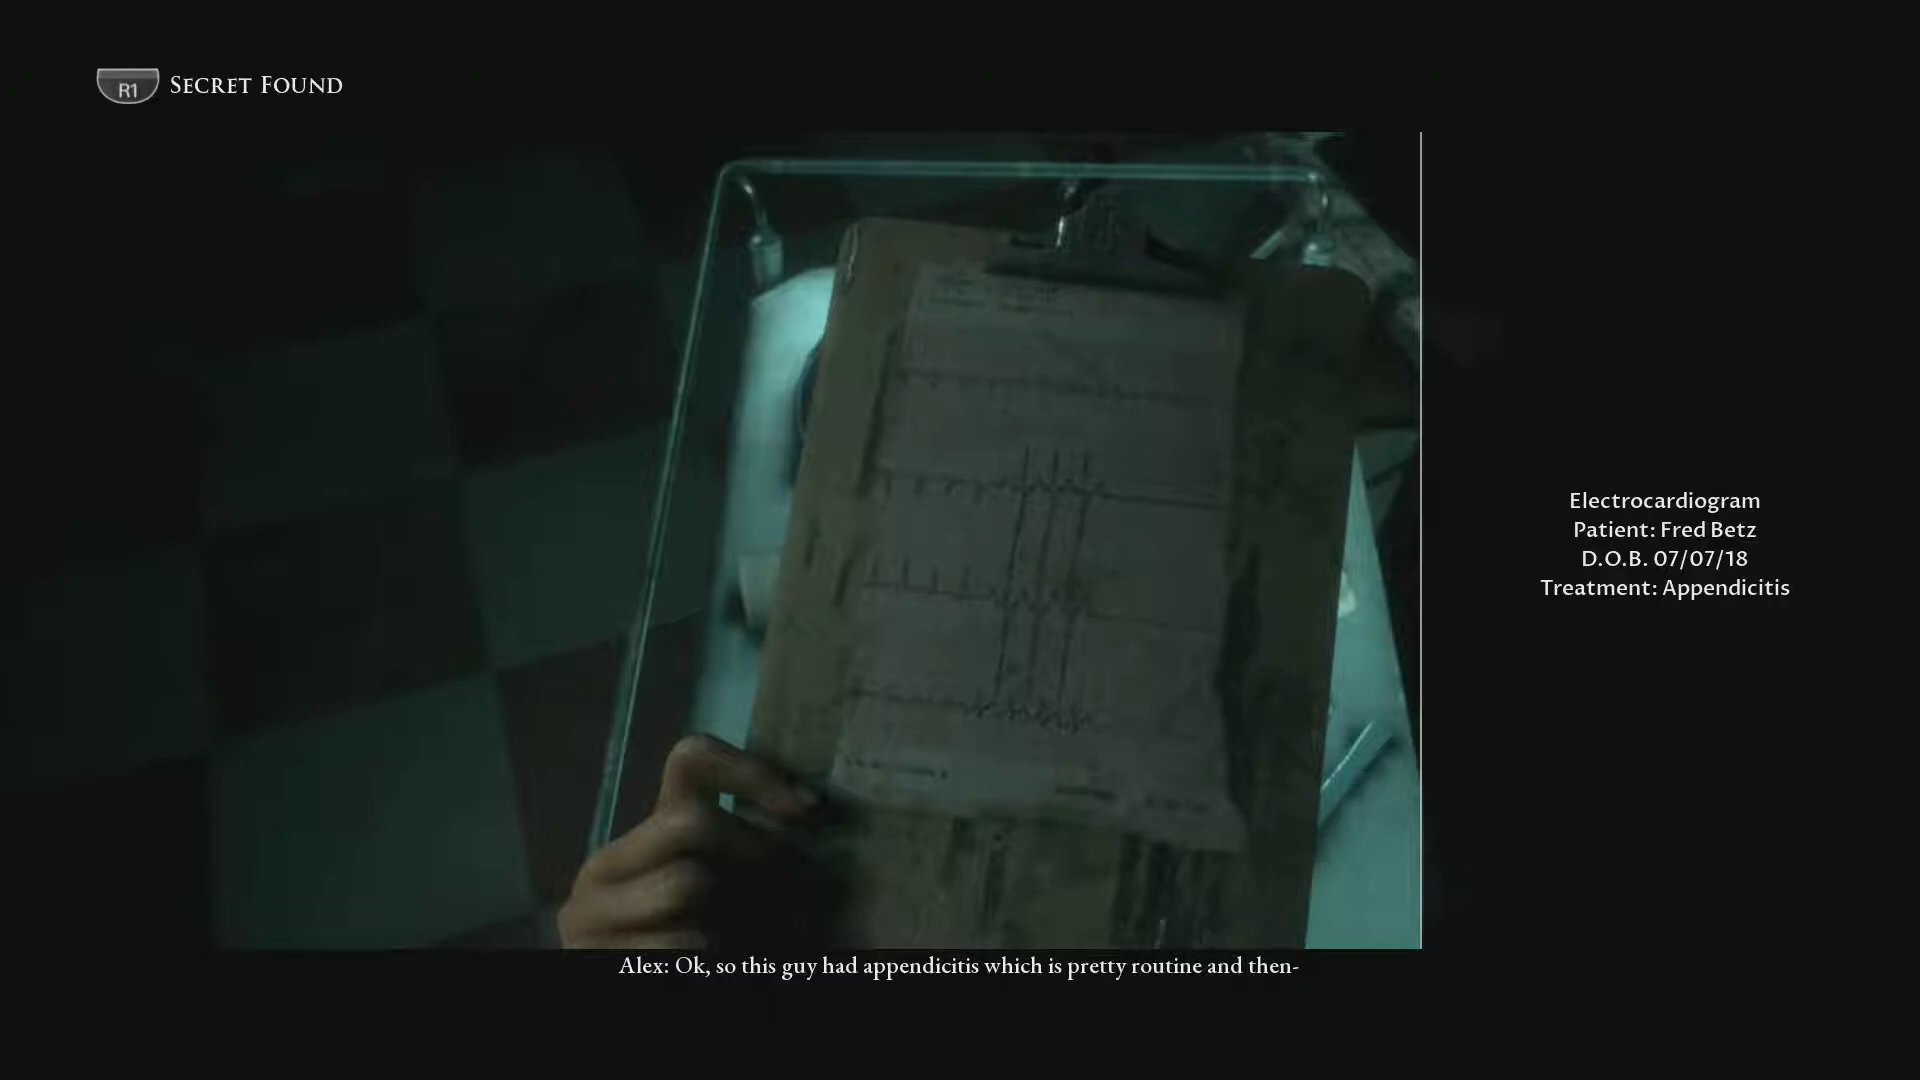 R1 SECRET FOUND
Electrocardiogram
Patient: Fred Betz
D.O.B. 07/07/18
Treatment: Appendicitis
Alex: Ok, so this guy had appendicitis which is pretty routine and then-